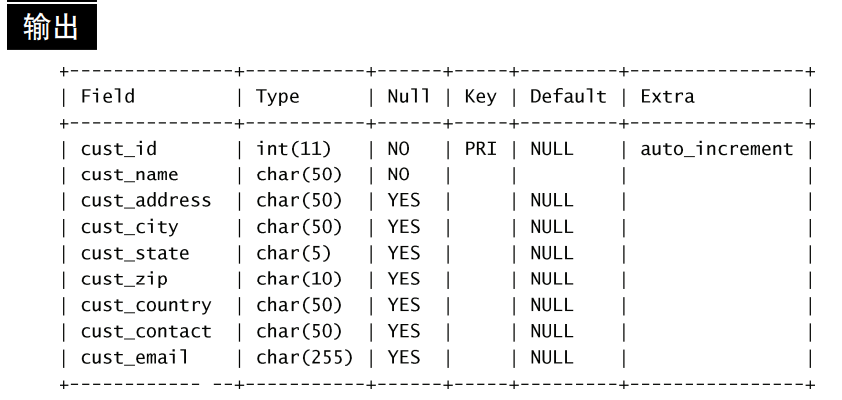 输出
+---------------+-----------+------+-----+---------+----------------+
| Field         | Type      | Null | Key | Default | Extra          |
+---------------+-----------+------+-----+---------+----------------+
| cust_id       | int(11)   | NO   | PRI | NULL    | auto_increment |
| cust_name     | char(50)  | NO   |     |         |                |
| cust_address  | char(50)  | YES  |     | NULL    |                |
| cust_city     | char(50)  | YES  |     | NULL    |                |
| cust_state    | char(5)   | YES  |     | NULL    |                |
| cust_zip      | char(10)  | YES  |     | NULL    |                |
| cust_country  | char(50)  | YES  |     | NULL    |                |
| cust_contact  | char(50)  | YES  |     | NULL    |                |
| cust_email    | char(255) | YES  |     | NULL    |                |
+------------ --+-----------+------+-----+---------+----------------+